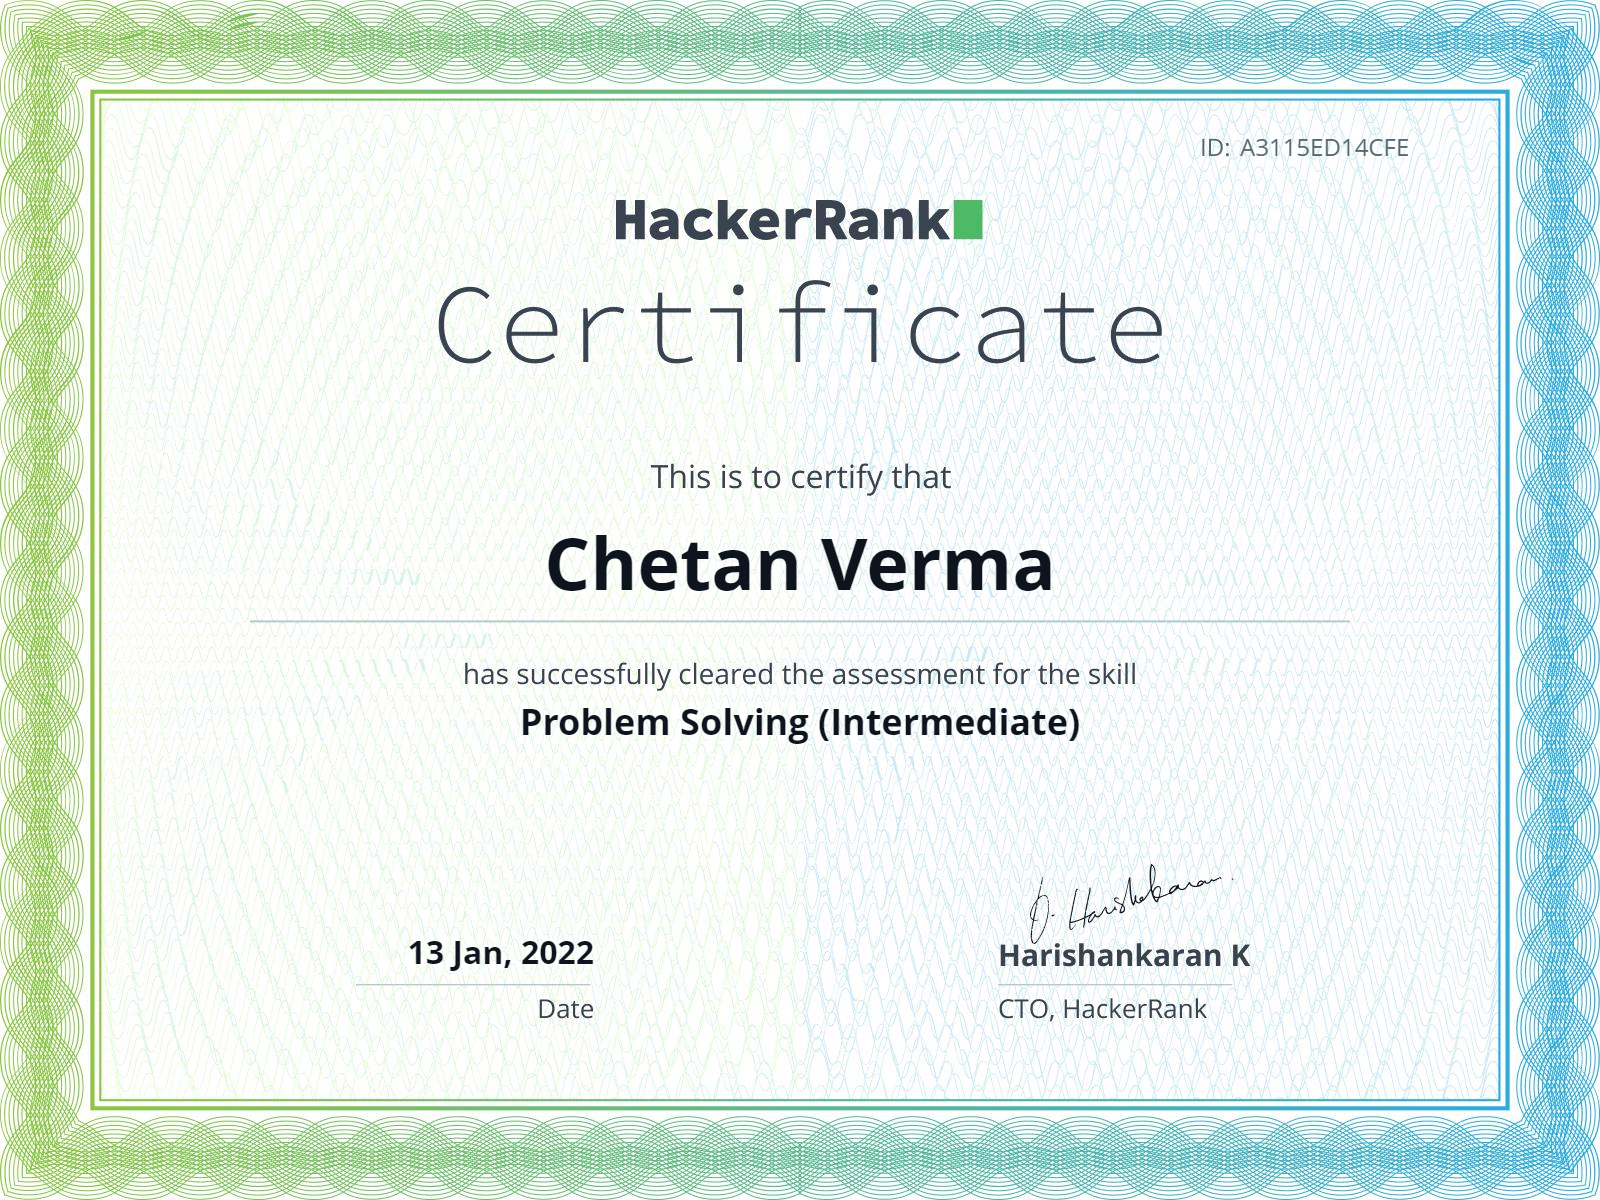 ID: A3115ED14CFE
HackerRank
Certificate
This is to certify that
Chetan Verma
has successfully cleared the assessment for the skill
Problem Solving (Intermediate)
13 Jan, 2022
Date
Harishankaran K
CTO, HackerRank